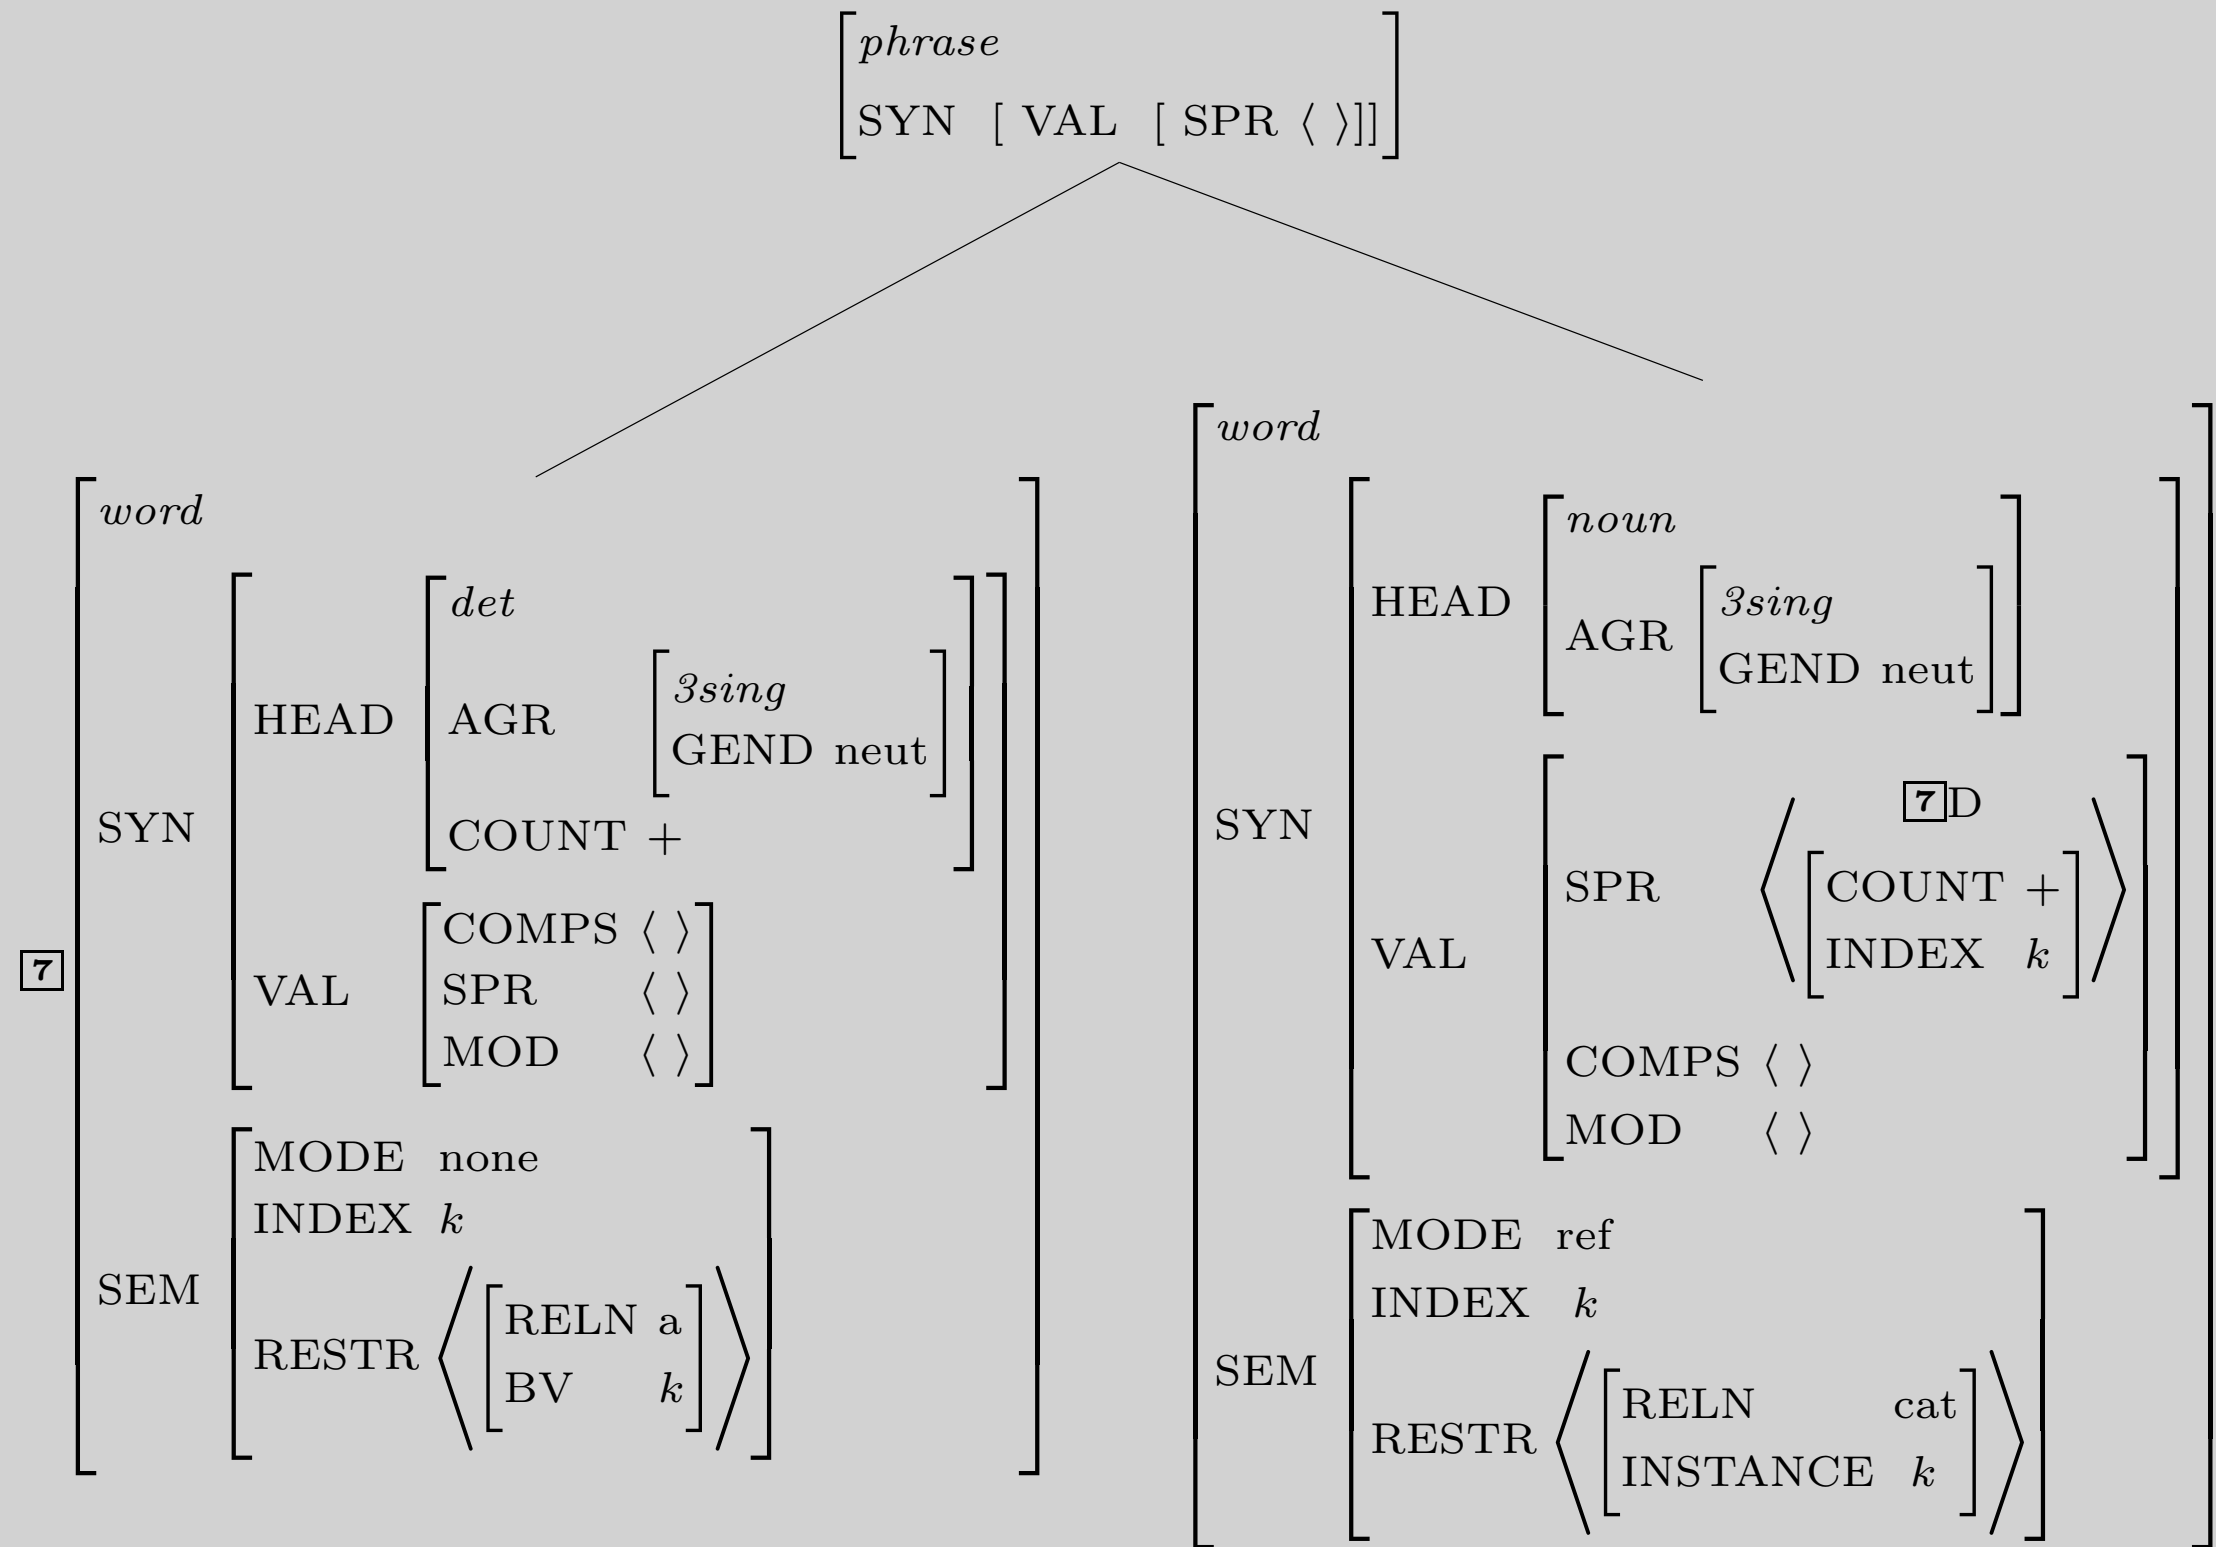 phrase
SYN [ VAL [ SPR ⟨ ⟩]]
7
word
SYN
HEAD
det
AGR
3sing
GEND neut
COUNT +
VAL
COMPS ⟨ ⟩
SPR ⟨ ⟩
MOD ⟨ ⟩
SEM
MODE none
INDEX k
RESTR
RELN a
BV k
word
SYN
HEAD
noun
AGR
3sing
GEND neut
VAL
SPR
7 D
COUNT +
INDEX k
COMPS ⟨ ⟩
MOD ⟨ ⟩
SEM
MODE ref
INDEX k
RESTR
RELN cat
INSTANCE k